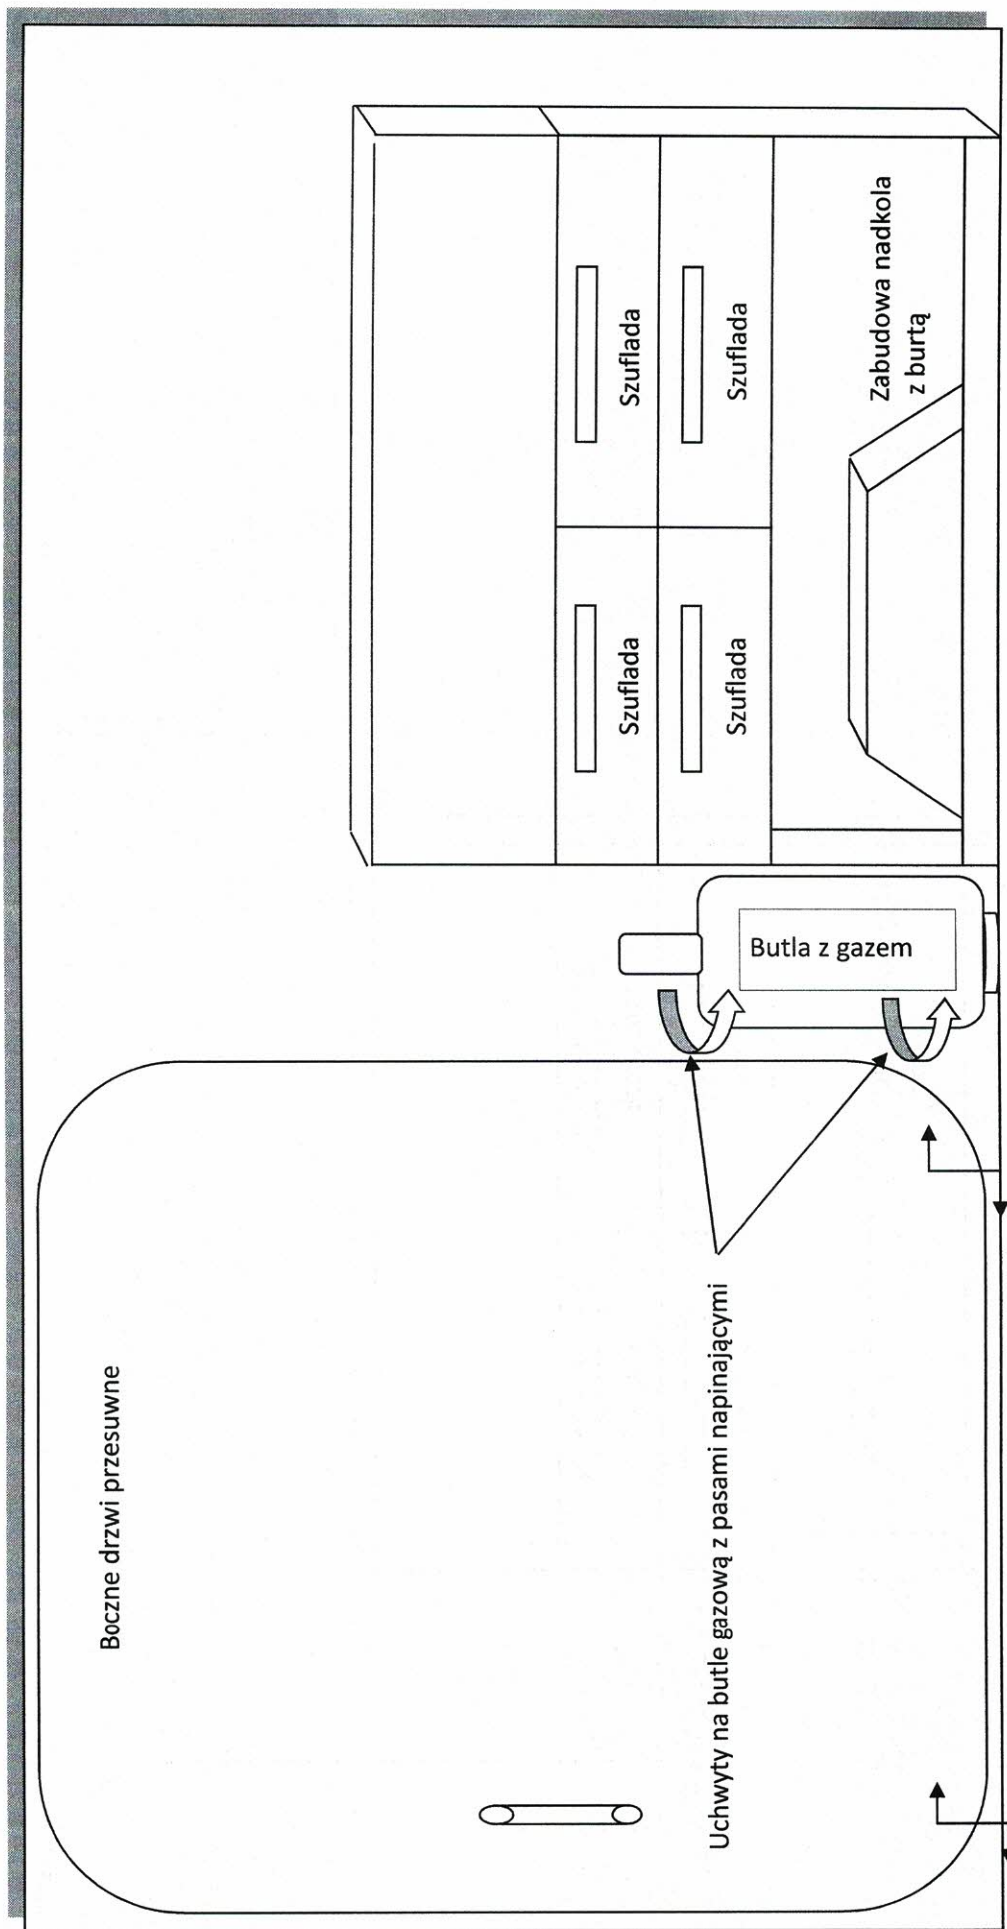 Boczne drzwi przesuwne
Uchwyty na butle gazową z pasami napinającymi
Butla z gazem
Szuflada
Szuflada
Szuflada
Szuflada
Zabudowa nadkola
z burtą